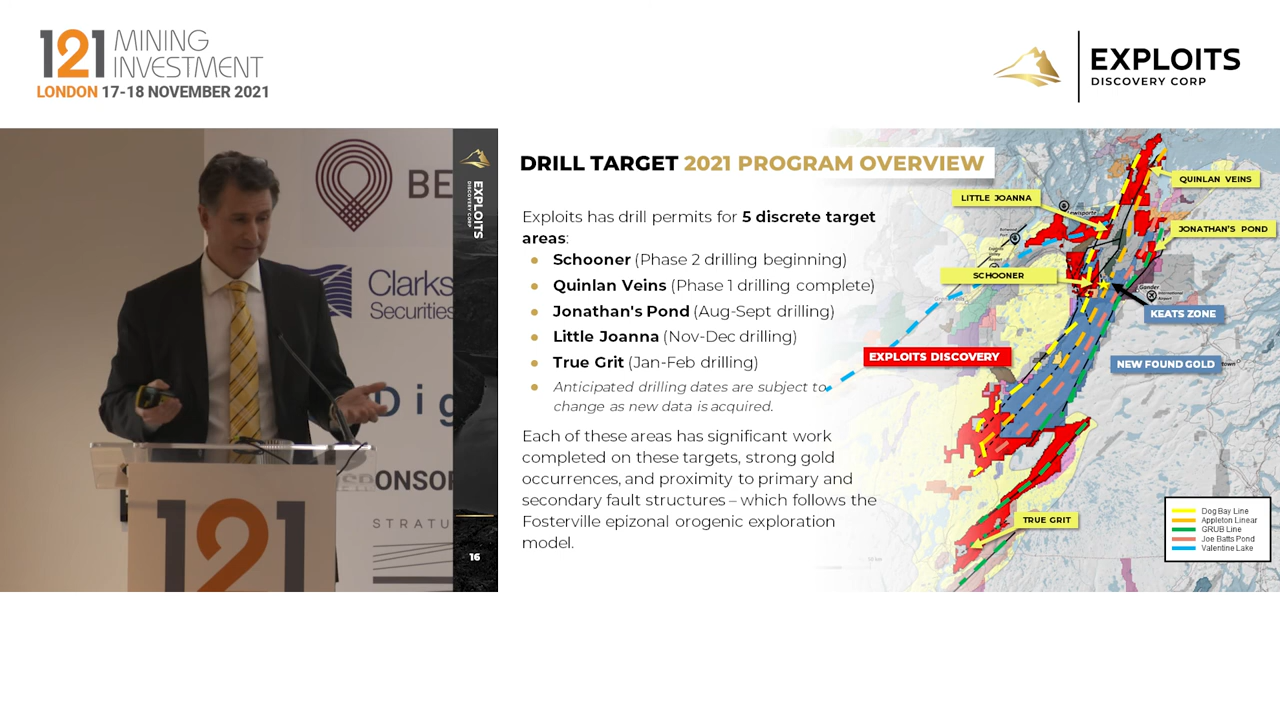 121 MINING INVESTMENT
LONDON 17-18 NOVEMBER 2021
EXPLOITS
DISCOVERY CORP
BE
Clarks
Securities
Dig
ONSOR
STRATU
121
EXPLOITS
DISCOVERY CORP
16
DRILL TARGET 2021 PROGRAM OVERVIEW
Exploits has drill permits for 5 discrete target
areas:
Schooner (Phase 2 drilling beginning)
Quinlan Veins (Phase 1 drilling complete)
Jonathan's Pond (Aug-Sept drilling)
Little Joanna (Nov-Dec drilling)
True Grit (Jan-Feb drilling)
Anticipated drilling dates are subject to
change as new data is acquired.
Each of these areas has significant work
completed on these targets, strong gold
occurrences, and proximity to primary and
secondary fault structures – which follows the
Fosterville epizonal orogenic exploration
model.
QUINLAN VEINS
LITTLE JOANNA
JONATHAN'S POND
SCHOONER
Gander
KEATS ZONE
EXPLOITS DISCOVERY
NEW FOUND GOLD
TRUE GRIT
Dog Bay Line
Appleton Linear
GRUB Line
Joe Batts Pond
Valentine Lake